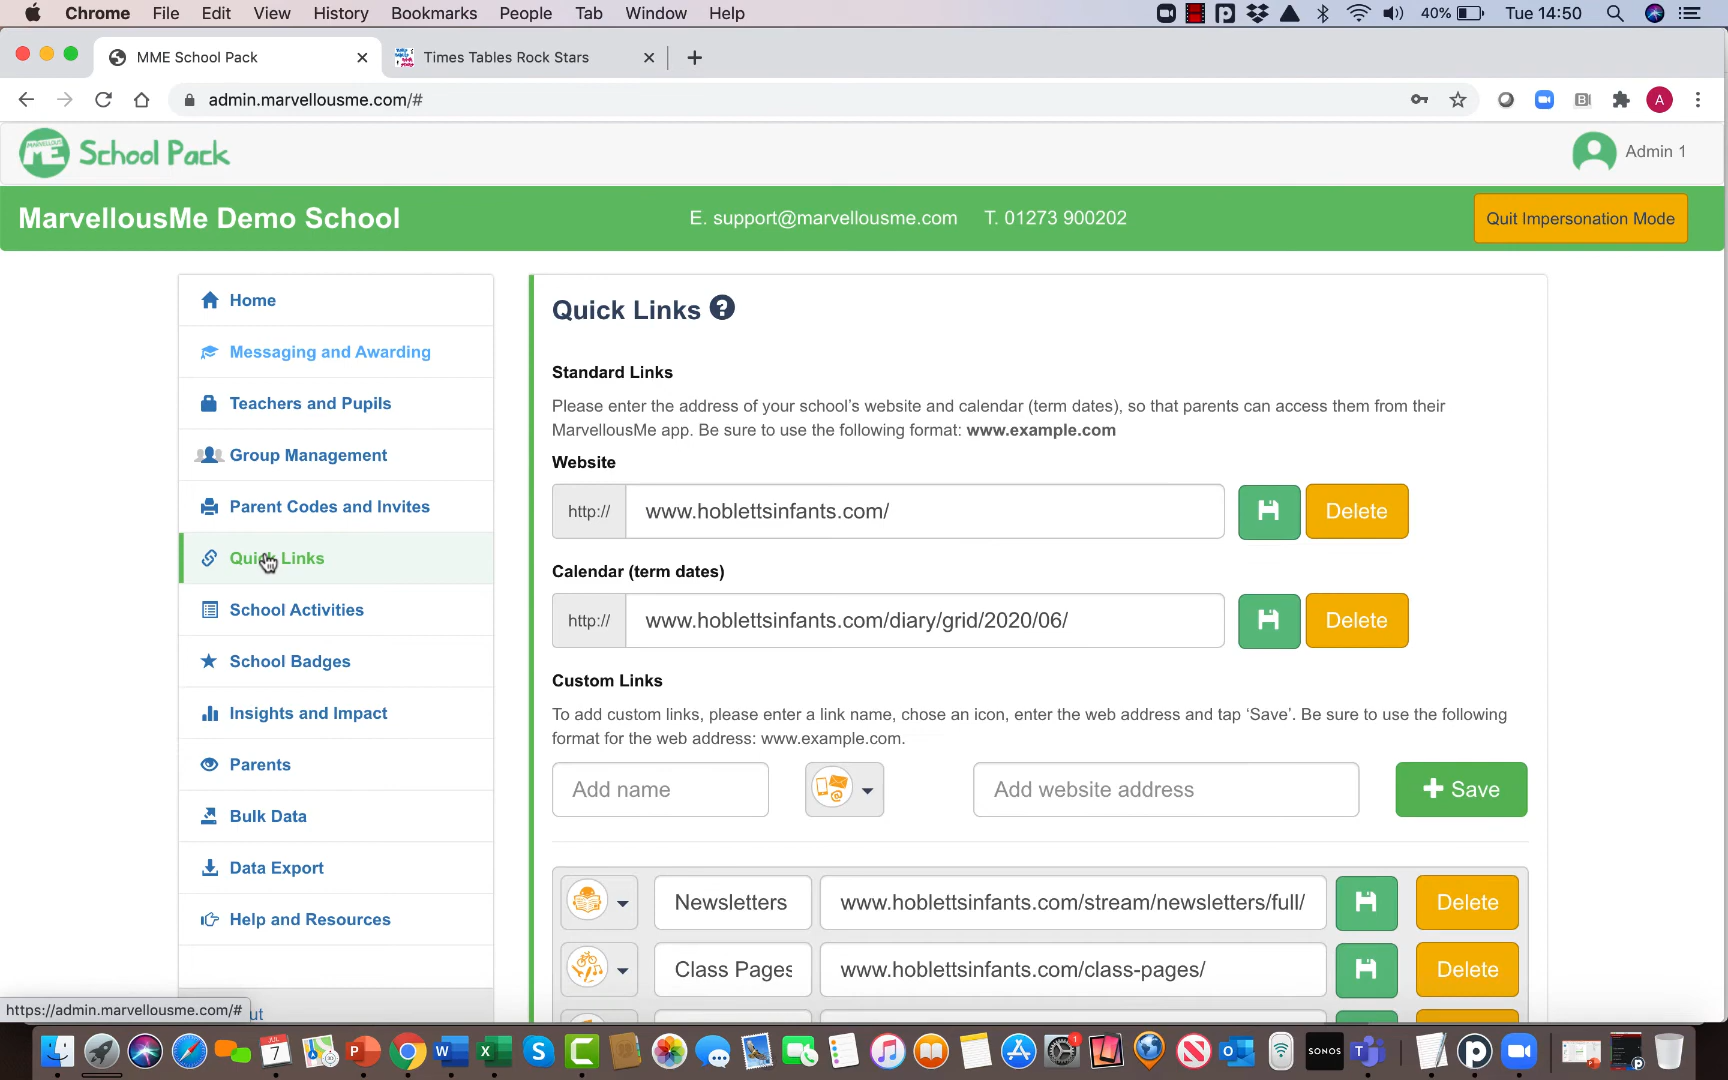 Chrome File Edit View History Bookmarks People Tab Window Help 40% Tue 14:50
MME School Pack Times Tables Rock Stars
admin.marvellousme.com/# A
MARVELLOUS ME School Pack Admin 1
MarvellousMe Demo School E. support@marvellousme.com T. 01273 900202 Quit Impersonation Mode
Home
Messaging and Awarding
Teachers and Pupils
Group Management
Parent Codes and Invites
Quick Links
School Activities
School Badges
Insights and Impact
Parents
Bulk Data
Data Export
Help and Resources
Quick Links ?
Standard Links
Please enter the address of your school's website and calendar (term dates), so that parents can access them from their
MarvellousMe app. Be sure to use the following format: www.example.com
Website
http:// www.hoblettsinfants.com/ Delete
Calendar (term dates)
http:// www.hoblettsinfants.com/diary/grid/2020/06/ Delete
Custom Links
To add custom links, please enter a link name, chose an icon, enter the web address and tap ‘Save’. Be sure to use the following
format for the web address: www.example.com.
Add name Add website address + Save
Newsletters www.hoblettsinfants.com/stream/newsletters/full/ Delete
Class Pages www.hoblettsinfants.com/class-pages/ Delete
https://admin.marvellousme.com/# ut
JUL 7 SONOS 1